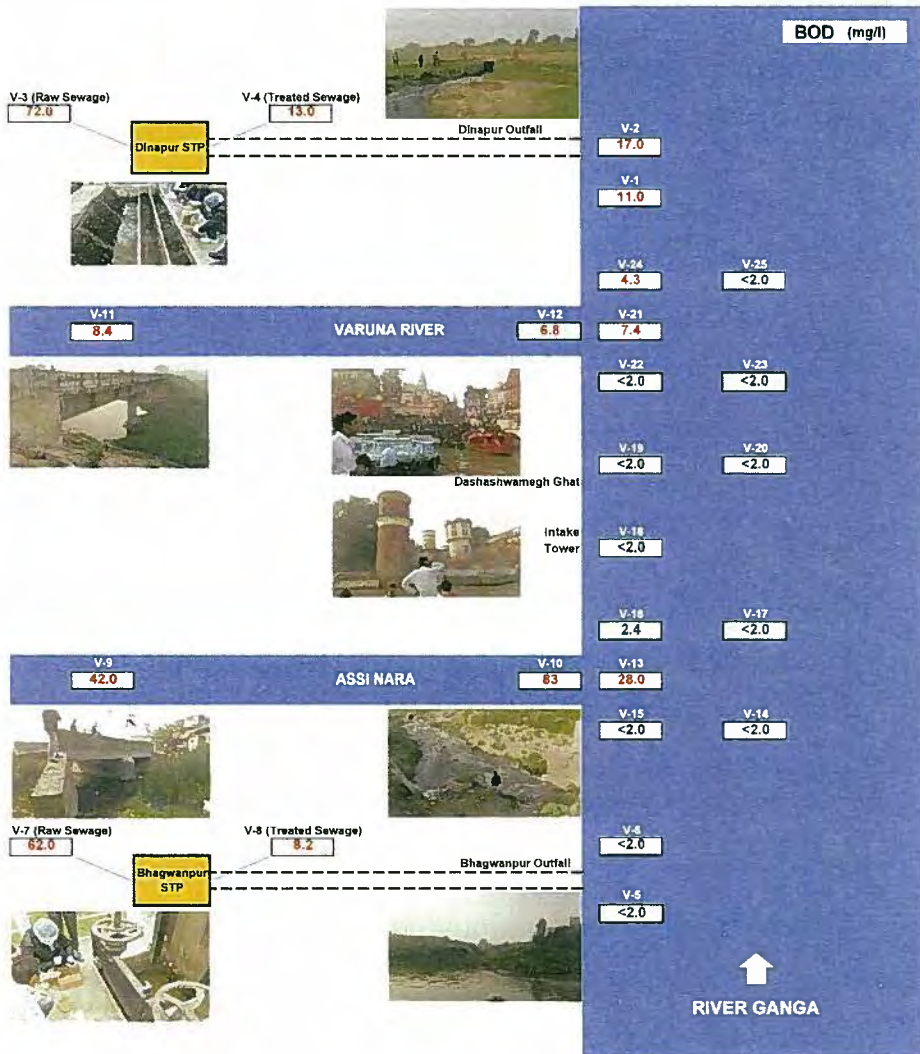 BOD (mg/l)
V-3 (Raw Sewage)
72.0
V-4 (Treated Sewage)
13.0
Dinapur STP
Dinapur Outfall
V-2
17.0
V-1
11.0
V-24
4.3
V-25
<2.0
V-11
8.4
VARUNA RIVER
V-12
6.8
V-21
7.4
V-22
<2.0
V-23
<2.0
V-19
<2.0
V-20
<2.0
Dashashwamegh Ghat
Intake
Tower
V-18
<2.0
V-16
2.4
V-17
<2.0
V-9
42.0
ASSI NARA
V-10
83
V-13
28.0
V-15
<2.0
V-14
<2.0
V-7 (Raw Sewage)
62.0
V-8 (Treated Sewage)
8.2
Bhagwanpur
STP
Bhagwanpur Outfall
V-6
<2.0
V-5
<2.0
RIVER GANGA